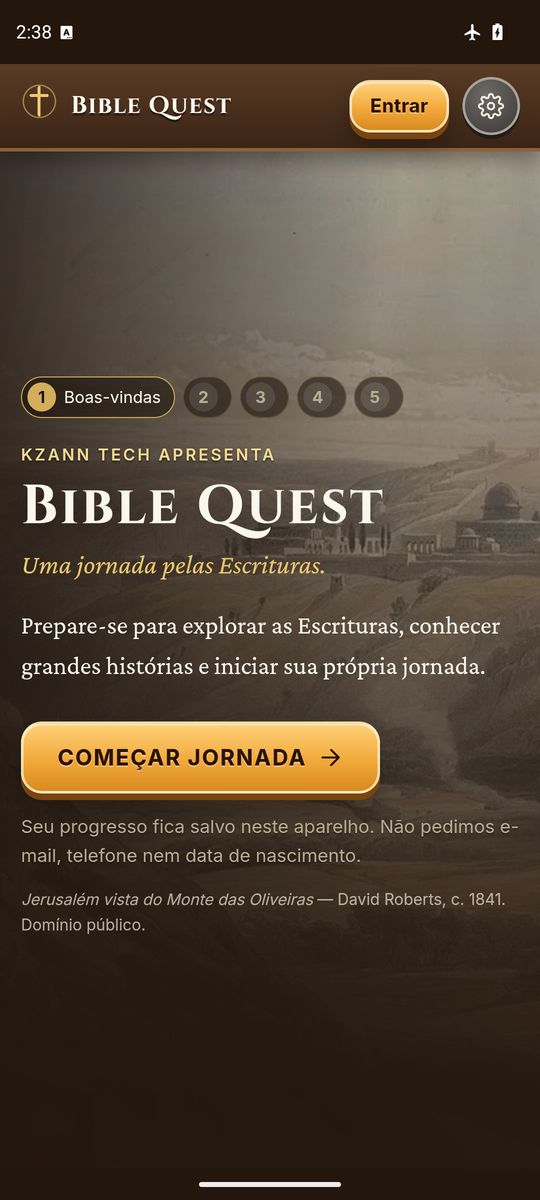 2:38 A
Bible Quest
Entrar
1 Boas-vindas 2 3 4 5
KZANN TECH APRESENTA
Bible Quest
Uma jornada pelas Escrituras.
Prepare-se para explorar as Escrituras, conhecer
grandes histórias e iniciar sua própria jornada.
COMEÇAR JORNADA →
Seu progresso fica salvo neste aparelho. Não pedimos e-
mail, telefone nem data de nascimento.
Jerusalém vista do Monte das Oliveiras — David Roberts, c. 1841.
Domínio público.